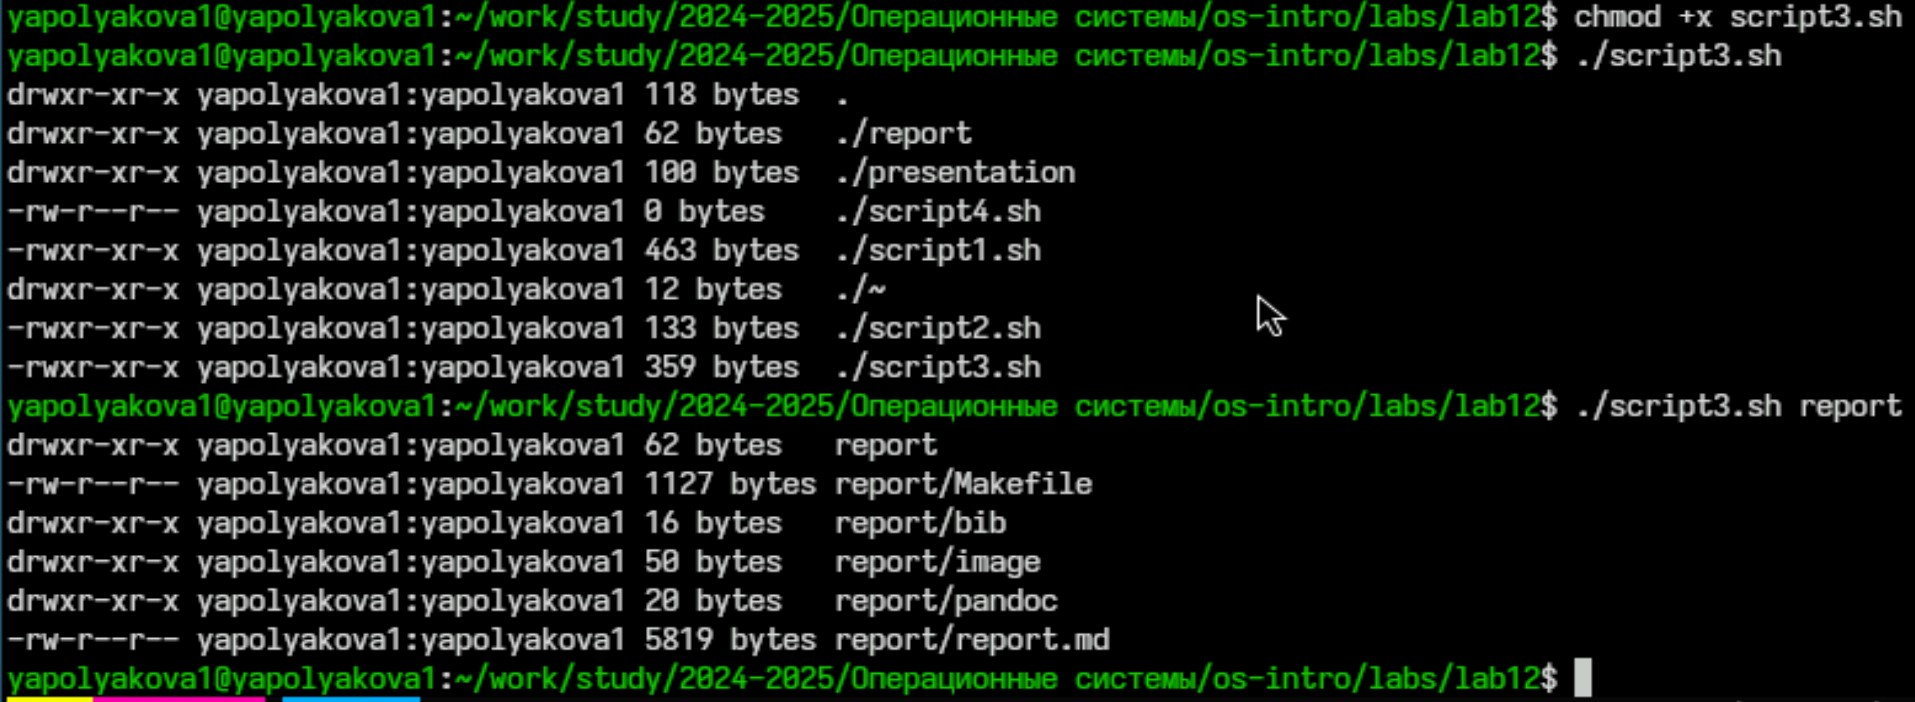 yapolyakova1@yapolyakova1:~/work/study/2024-2025/Операционные системы/os-intro/labs/lab12$ chmod +x script3.sh
yapolyakova1@yapolyakova1:~/work/study/2024-2025/Операционные системы/os-intro/labs/lab12$ ./script3.sh
drwxr-xr-x yapolyakova1:yapolyakova1 118 bytes  .
drwxr-xr-x yapolyakova1:yapolyakova1 62 bytes   ./report
drwxr-xr-x yapolyakova1:yapolyakova1 100 bytes  ./presentation
-rw-r--r-- yapolyakova1:yapolyakova1 0 bytes    ./script4.sh
-rwxr-xr-x yapolyakova1:yapolyakova1 463 bytes  ./script1.sh
drwxr-xr-x yapolyakova1:yapolyakova1 12 bytes   ./~
-rwxr-xr-x yapolyakova1:yapolyakova1 133 bytes  ./script2.sh
-rwxr-xr-x yapolyakova1:yapolyakova1 359 bytes  ./script3.sh
yapolyakova1@yapolyakova1:~/work/study/2024-2025/Операционные системы/os-intro/labs/lab12$ ./script3.sh report
drwxr-xr-x yapolyakova1:yapolyakova1 62 bytes   report
-rw-r--r-- yapolyakova1:yapolyakova1 1127 bytes report/Makefile
drwxr-xr-x yapolyakova1:yapolyakova1 16 bytes   report/bib
drwxr-xr-x yapolyakova1:yapolyakova1 50 bytes   report/image
drwxr-xr-x yapolyakova1:yapolyakova1 20 bytes   report/pandoc
-rw-r--r-- yapolyakova1:yapolyakova1 5819 bytes report/report.md
yapolyakova1@yapolyakova1:~/work/study/2024-2025/Операционные системы/os-intro/labs/lab12$